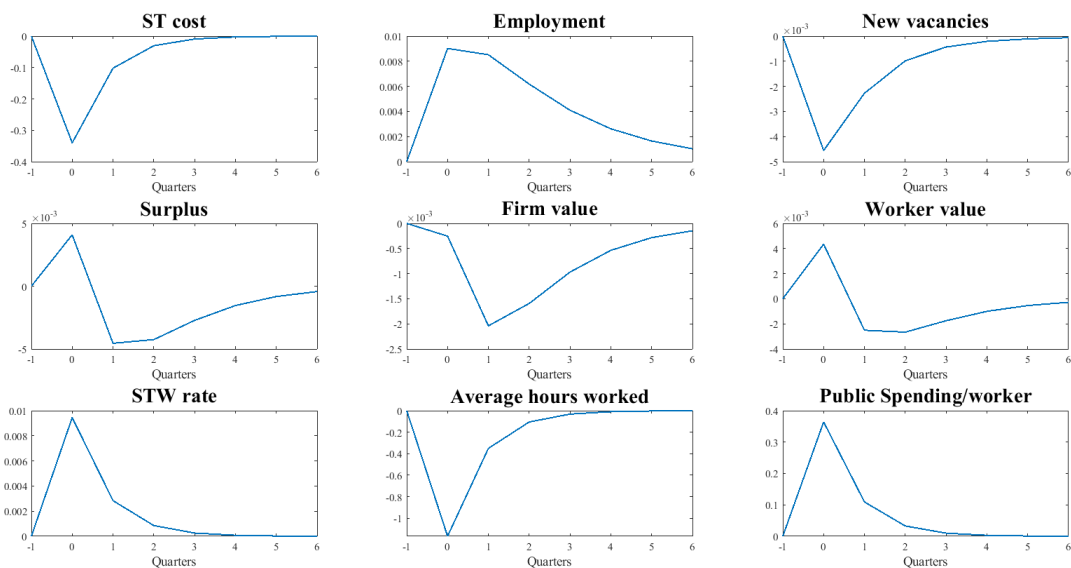 ST cost
0
-0.1
-0.2
-0.3
-0.4
-1 0 1 2 3 4 5 6
Quarters
Employment
0.01
0.008
0.006
0.004
0.002
0
-1 0 1 2 3 4 5 6
Quarters
New vacancies
×10⁻³
0
-1
-2
-3
-4
-5
-1 0 1 2 3 4 5 6
Quarters
Surplus
×10⁻³
5
0
-5
-1 0 1 2 3 4 5 6
Quarters
Firm value
×10⁻³
0
-0.5
-1
-1.5
-2
-2.5
-1 0 1 2 3 4 5 6
Quarters
Worker value
×10⁻³
6
4
2
0
-2
-4
-1 0 1 2 3 4 5 6
Quarters
STW rate
0.01
0.008
0.006
0.004
0.002
0
-1 0 1 2 3 4 5 6
Quarters
Average hours worked
0
-0.2
-0.4
-0.6
-0.8
-1
-1 0 1 2 3 4 5 6
Quarters
Public Spending/worker
0.4
0.3
0.2
0.1
0
-1 0 1 2 3 4 5 6
Quarters